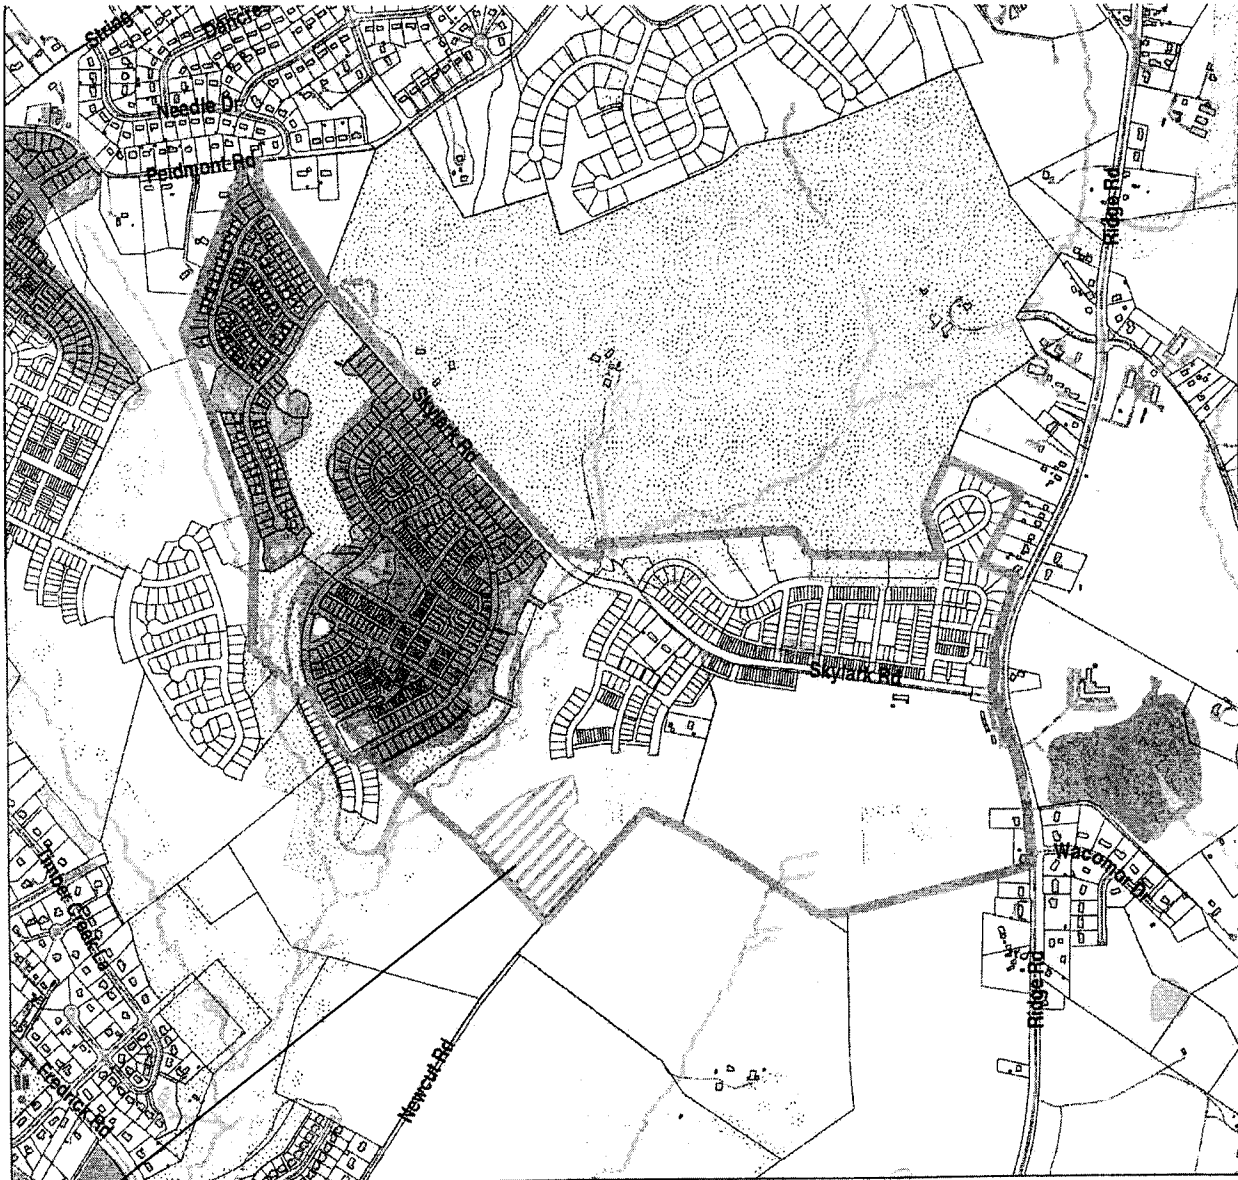 Needle Dr
Peidmont Rd
Ridge Rd
Skylark Rd
Skylark Rd
Wacomor Dr
Timber Creek La
Ridge Rd
Newcut Rd
Fredrick Rd